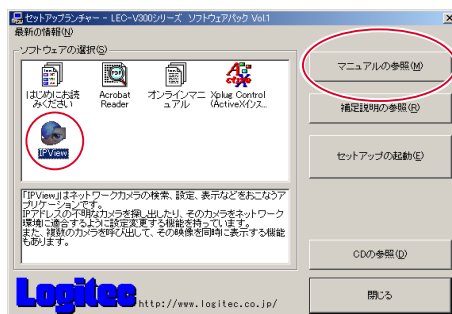 セットアップランチャー - LEC-V300シリーズ ソフトウェアパック Vol1
最新の情報(N)
ソフトウェアの選択(S)
はじめにお読みください
Acrobat Reader
オンラインマニュアル
Xplug Control (ActiveXインス...
IPView
「IPView」はネットワークカメラの検索、設定、表示などをおこなうアプリケーションです。
IPアドレスの不明なカメラを探し出したり、そのカメラをネットワーク環境に適合するように設定変更する機能を持っています。
また、複数のカメラを呼び出して、その映像を同時に表示する機能もあります。
マニュアルの参照(M)
補足説明の参照(R)
セットアップの起動(E)
CDの参照(D)
閉じる
Logitec
http://www.logitec.co.jp/